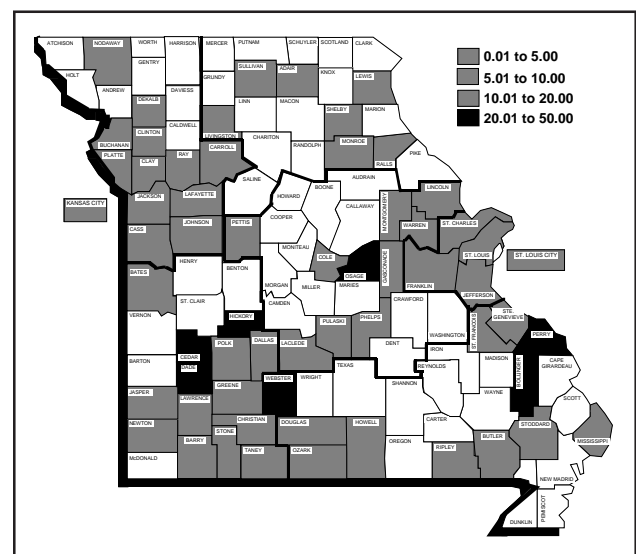 ATCHISON
NODAWAY
WORTH
HARRISON
MERCER
PUTNAM
SCHUYLER
SCOTLAND
CLARK
HOLT
GENTRY
SULLIVAN
ADAIR
KNOX
LEWIS
ANDREW
GRUNDY
DEKALB
DAVIESS
LINN
MACON
SHELBY
MARION
CLINTON
CALDWELL
LIVINGSTON
CHARITON
BUCHANAN
PLATTE
CLAY
RAY
CARROLL
RANDOLPH
MONROE
RALLS
PIKE
SALINE
HOWARD
BOONE
AUDRAIN
KANSAS CITY
JACKSON
LAFAYETTE
COOPER
CALLAWAY
MONTGOMERY
LINCOLN
WARREN
ST. CHARLES
CASS
JOHNSON
PETTIS
MONITEAU
COLE
OSAGE
GASCONADE
FRANKLIN
ST. LOUIS
ST. LOUIS CITY
JEFFERSON
BATES
HENRY
BENTON
MORGAN
MILLER
MARIES
CAMDEN
CRAWFORD
WASHINGTON
ST. FRANCOIS
STE.
GENEVIEVE
VERNON
ST. CLAIR
HICKORY
PULASKI
PHELPS
DENT
IRON
PERRY
BARTON
CEDAR
DADE
POLK
DALLAS
LACLEDE
TEXAS
REYNOLDS
MADISON
BOLLINGER
CAPE
GIRARDEAU
JASPER
LAWRENCE
GREENE
WEBSTER
WRIGHT
SHANNON
WAYNE
SCOTT
NEWTON
CHRISTIAN
DOUGLAS
HOWELL
CARTER
STODDARD
MISSISSIPPI
McDONALD
BARRY
STONE
TANEY
OZARK
OREGON
RIPLEY
BUTLER
NEW MADRID
DUNKLIN
PEMISCOT
0.01 to 5.00
5.01 to 10.00
10.01 to 20.00
20.01 to 50.00